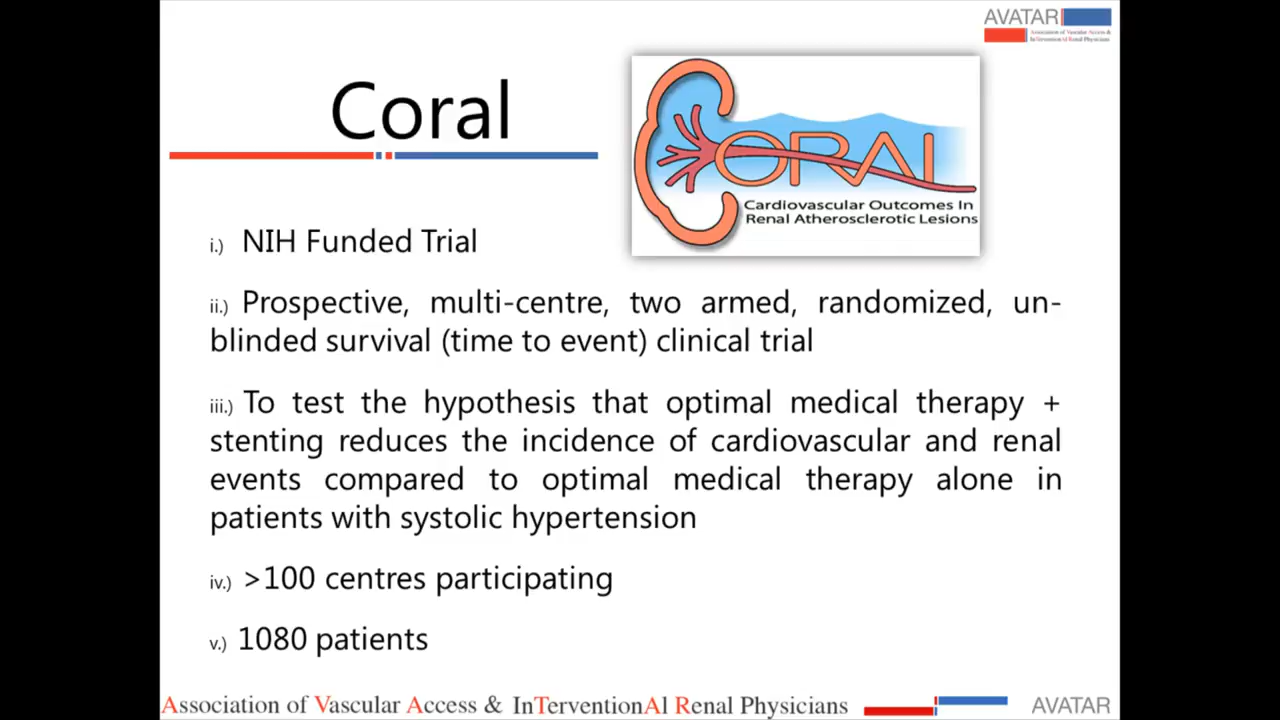 AVATAR
Association of Vascular Access &
InTerventionAl Renal Physicians
Coral
CORAL
Cardiovascular Outcomes In
Renal Atherosclerotic Lesions
i.) NIH Funded Trial
ii.) Prospective, multi-centre, two armed, randomized, un-
blinded survival (time to event) clinical trial
iii.) To test the hypothesis that optimal medical therapy +
stenting reduces the incidence of cardiovascular and renal
events compared to optimal medical therapy alone in
patients with systolic hypertension
iv.) >100 centres participating
v.) 1080 patients
Association of Vascular Access & InTerventionAl Renal Physicians
AVATAR